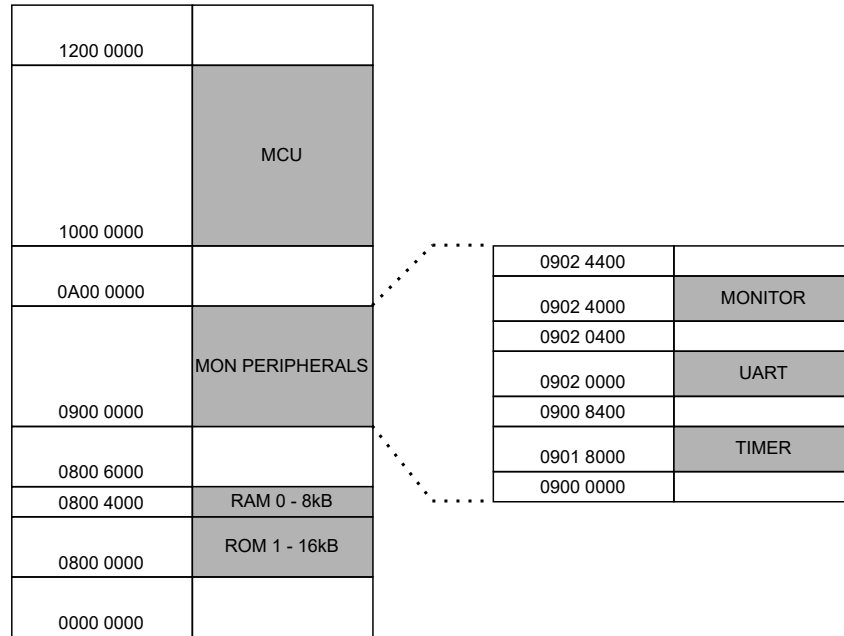 1200 0000
MCU
1000 0000
0A00 0000
MON PERIPHERALS
0900 0000
0800 6000
0800 4000 RAM 0 - 8kB
ROM 1 - 16kB
0800 0000
0000 0000
0902 4400
MONITOR
0902 4000
0902 0400
UART
0902 0000
0900 8400
TIMER
0901 8000
0900 0000